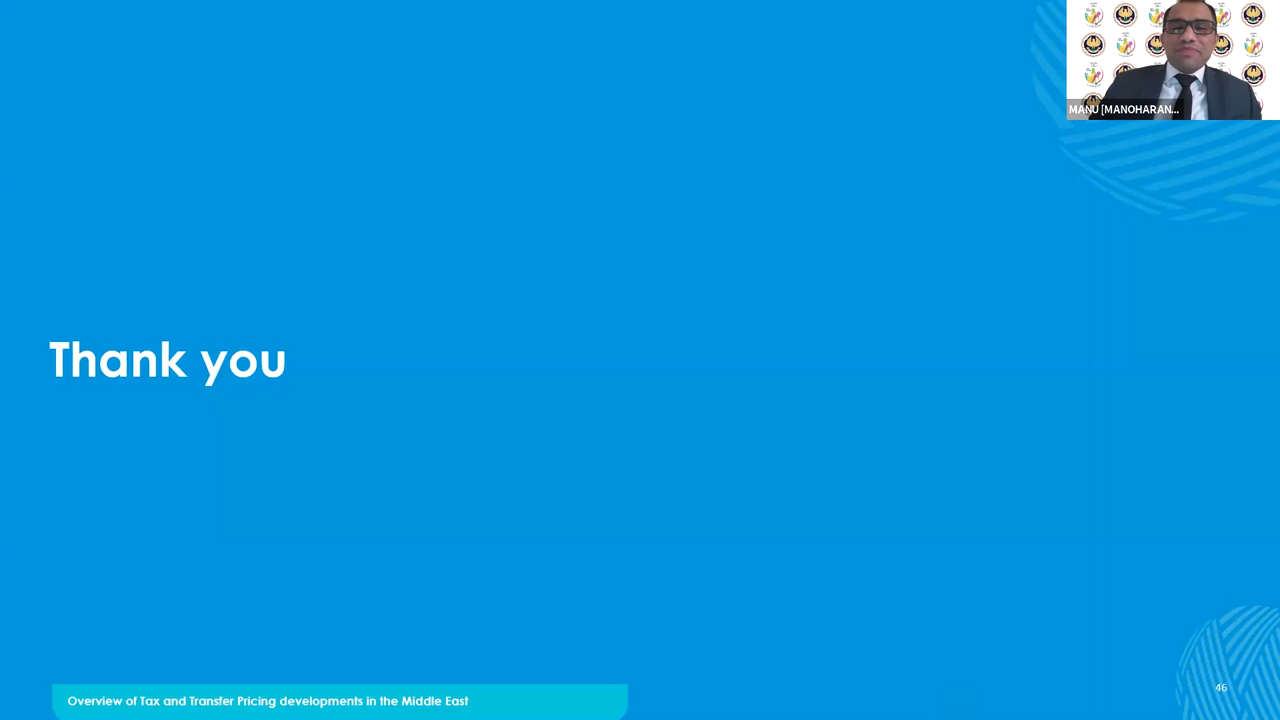 MANU [MANOHARAN...
Thank you
Overview of Tax and Transfer Pricing developments in the Middle East
46